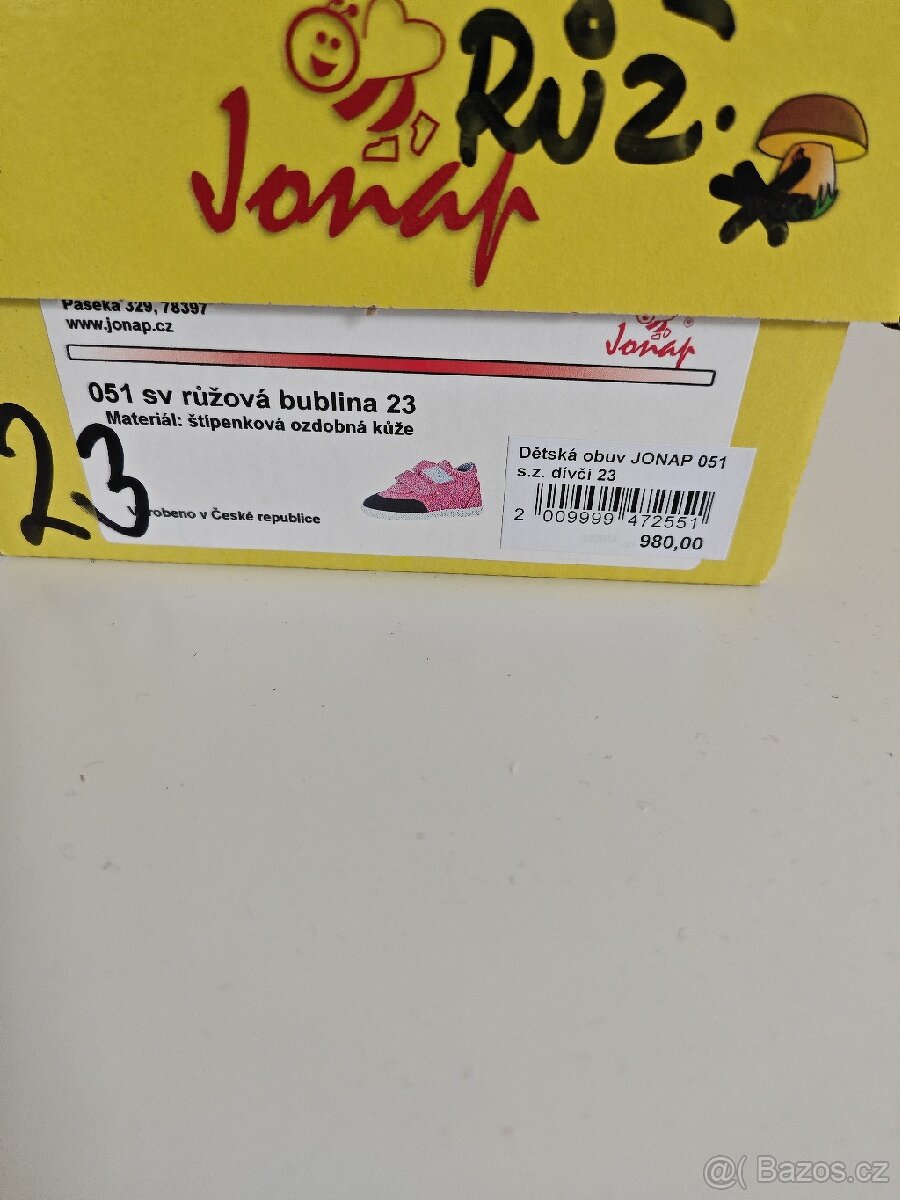 RŮŽ.
Jonap
Paseka 329, 78397
www.jonap.cz
Jonap
®
051 sv růžová bublina 23
Materiál: štípenková ozdobná kůže
23
Vyrobeno v České republice
Dětská obuv JONAP 051
s.z. dívčí 23
2 009999 472551
980,00
@( Bazos.cz